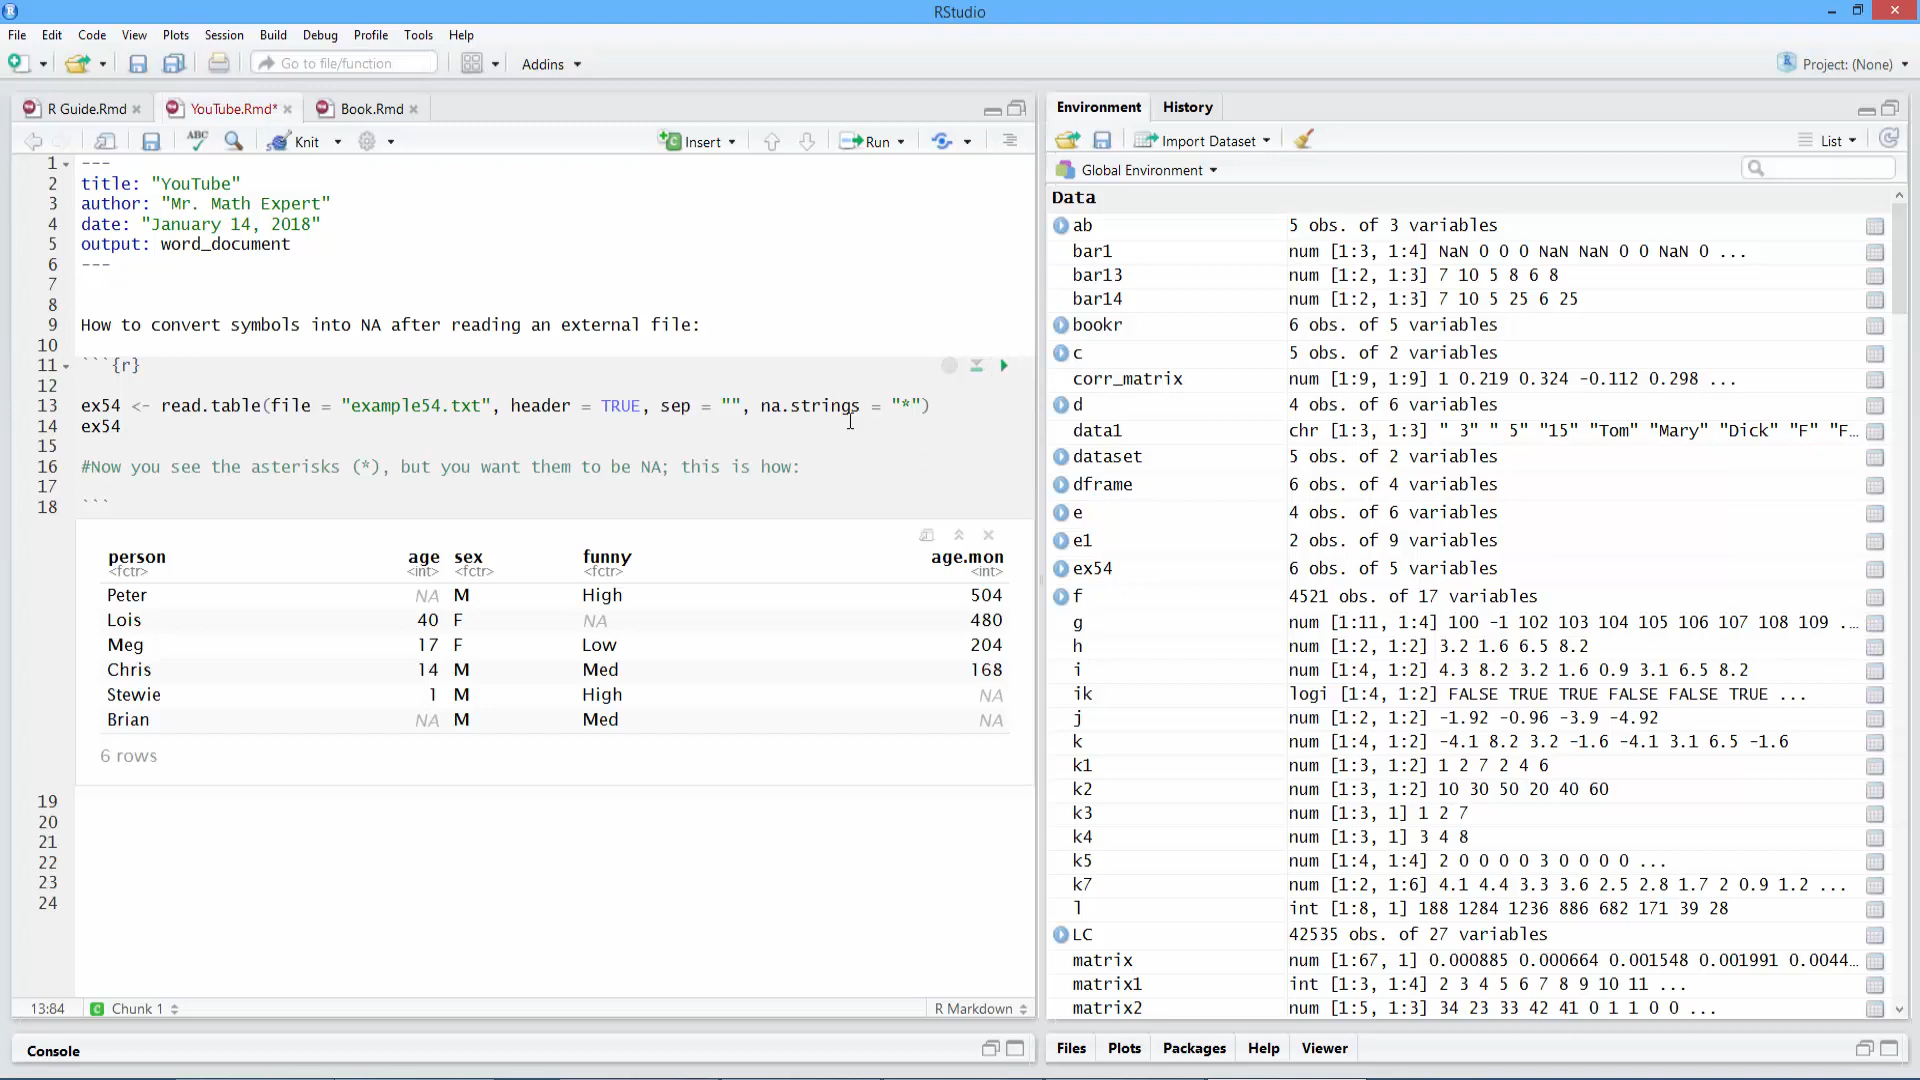 RStudio
File Edit Code View Plots Session Build Debug Profile Tools Help
Go to file/function Addins Project: (None)
R Guide.Rmd YouTube.Rmd* Book.Rmd
ABC Knit Insert Run
1 ---
2 title: "YouTube"
3 author: "Mr. Math Expert"
4 date: "January 14, 2018"
5 output: word_document
6 ---
7
8
9 How to convert symbols into NA after reading an external file:
10
11 ```{r}
12
13 ex54 <- read.table(file = "example54.txt", header = TRUE, sep = "", na.strings = "*")
14 ex54
15
16 #Now you see the asterisks (*), but you want them to be NA; this is how:
17
18 ```
person age sex funny age.mon
<fctr> <int> <fctr> <fctr> <int>
Peter NA M High 504
Lois 40 F NA 480
Meg 17 F Low 204
Chris 14 M Med 168
Stewie 1 M High NA
Brian NA M Med NA
6 rows
19
20
21
22
23
24
13:84 C Chunk 1 R Markdown
Console
Environment History
Import Dataset List
Global Environment
Data
ab 5 obs. of 3 variables
bar1 num [1:3, 1:4] NaN 0 0 0 NaN NaN 0 0 NaN 0 ...
bar13 num [1:2, 1:3] 7 10 5 8 6 8
bar14 num [1:2, 1:3] 7 10 5 25 6 25
bookr 6 obs. of 5 variables
c 5 obs. of 2 variables
corr_matrix num [1:9, 1:9] 1 0.219 0.324 -0.112 0.298 ...
d 4 obs. of 6 variables
data1 chr [1:3, 1:3] " 3" " 5" "15" "Tom" "Mary" "Dick" "F" "F…
dataset 5 obs. of 2 variables
dframe 6 obs. of 4 variables
e 4 obs. of 6 variables
e1 2 obs. of 9 variables
ex54 6 obs. of 5 variables
f 4521 obs. of 17 variables
g num [1:11, 1:4] 100 -1 102 103 104 105 106 107 108 109 .…
h num [1:2, 1:2] 3.2 1.6 6.5 8.2
i num [1:4, 1:2] 4.3 8.2 3.2 1.6 0.9 3.1 6.5 8.2
ik logi [1:4, 1:2] FALSE TRUE TRUE FALSE FALSE TRUE ...
j num [1:2, 1:2] -1.92 -0.96 -3.9 -4.92
k num [1:4, 1:2] -4.1 8.2 3.2 -1.6 -4.1 3.1 6.5 -1.6
k1 num [1:3, 1:2] 1 2 7 2 4 6
k2 num [1:3, 1:2] 10 30 50 20 40 60
k3 num [1:3, 1] 1 2 7
k4 num [1:3, 1] 3 4 8
k5 num [1:4, 1:4] 2 0 0 0 0 3 0 0 0 0 ...
k7 num [1:2, 1:6] 4.1 4.4 3.3 3.6 2.5 2.8 1.7 2 0.9 1.2 ...
l int [1:8, 1] 188 1284 1236 886 682 171 39 28
LC 42535 obs. of 27 variables
matrix num [1:67, 1] 0.000885 0.000664 0.001548 0.001991 0.0044…
matrix1 int [1:3, 1:4] 2 3 4 5 6 7 8 9 10 11 ...
matrix2 num [1:5, 1:3] 34 23 33 42 41 0 1 1 0 0 ...
Files Plots Packages Help Viewer